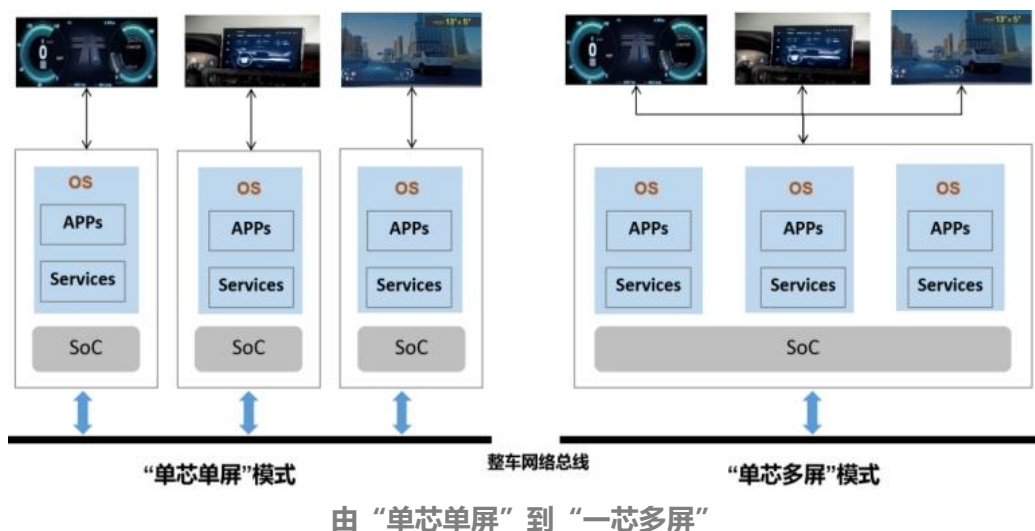 OS
APPs
Services
SoC
OS
APPs
Services
SoC
OS
APPs
Services
SoC
OS
APPs
Services
OS
APPs
Services
OS
APPs
Services
SoC
“单芯单屏”模式
整车网络总线
“单芯多屏”模式
由“单芯单屏”到“一芯多屏”